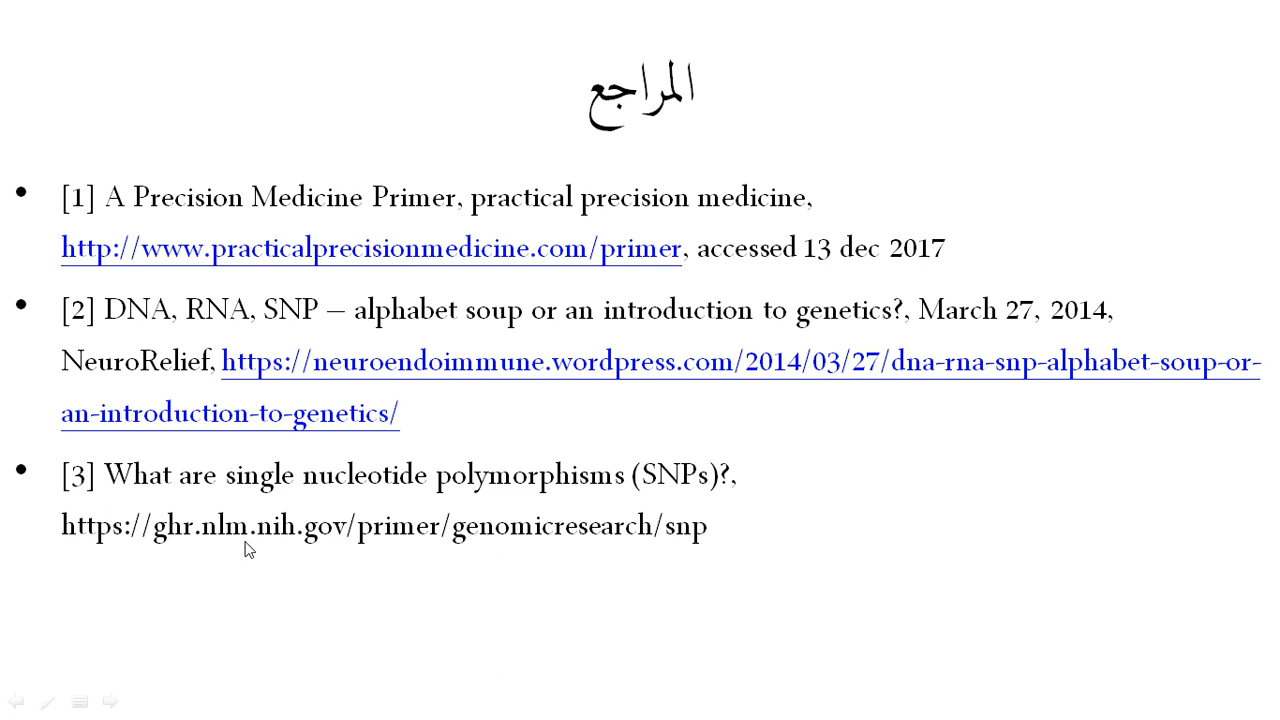 المراجع
• [1] A Precision Medicine Primer, practical precision medicine,
http://www.practicalprecisionmedicine.com/primer, accessed 13 dec 2017
• [2] DNA, RNA, SNP – alphabet soup or an introduction to genetics?, March 27, 2014,
NeuroRelief, https://neuroendoimmune.wordpress.com/2014/03/27/dna-rna-snp-alphabet-soup-or-
an-introduction-to-genetics/
• [3] What are single nucleotide polymorphisms (SNPs)?,
https://ghr.nlm.nih.gov/primer/genomicresearch/snp